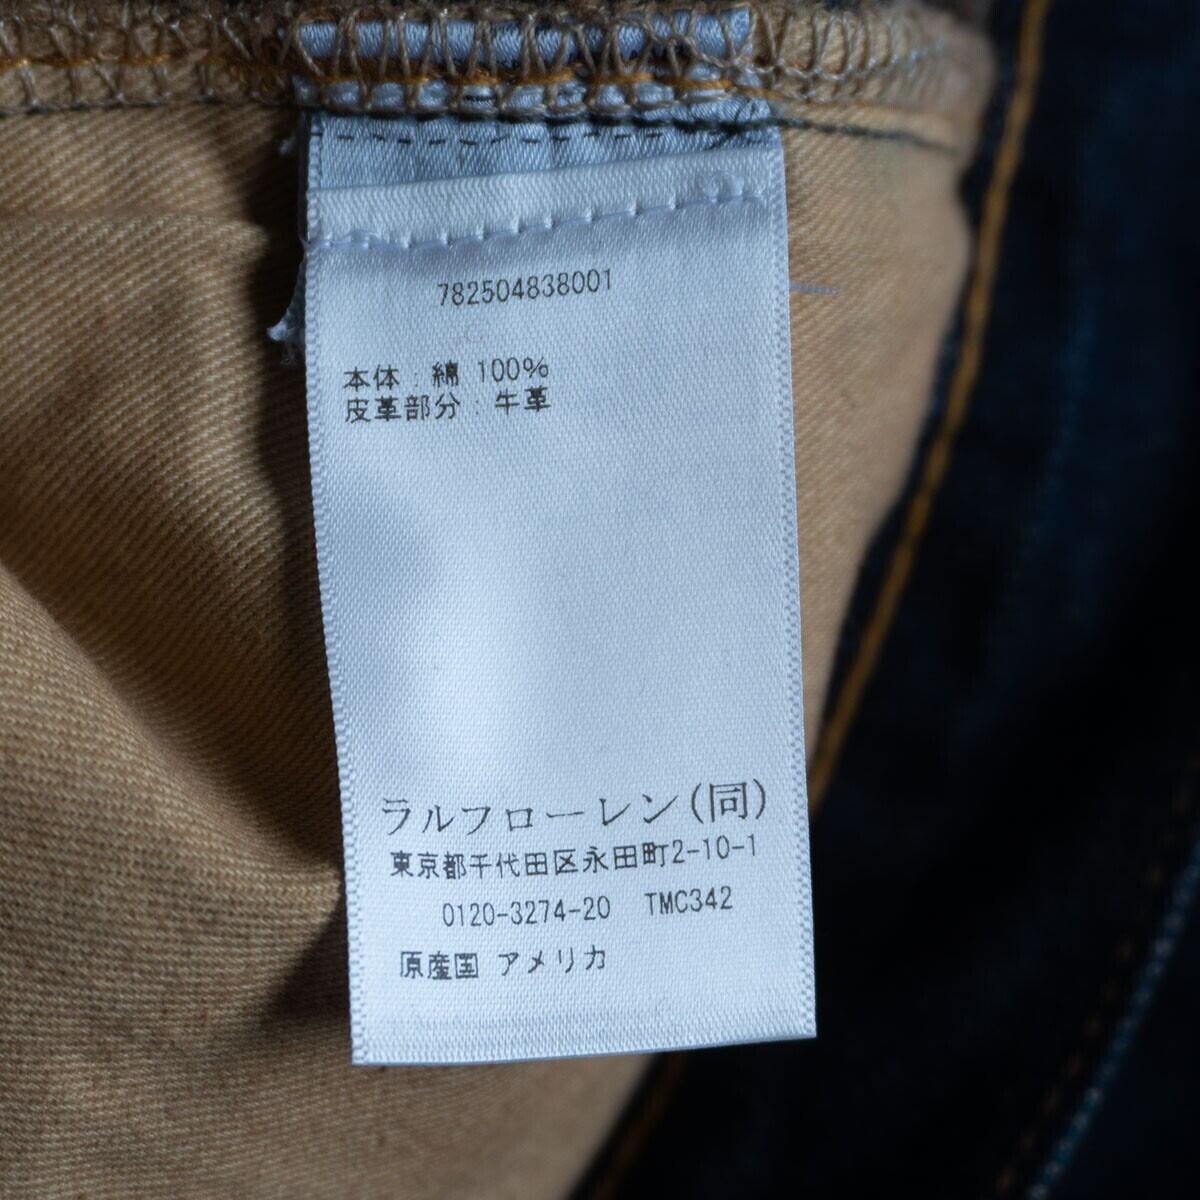 782504838001
本体:綿 100%
皮革部分:牛革
ラルフローレン(同)
東京都千代田区永田町2-10-1
0120-3274-20 TMC342
原産国 アメリカ